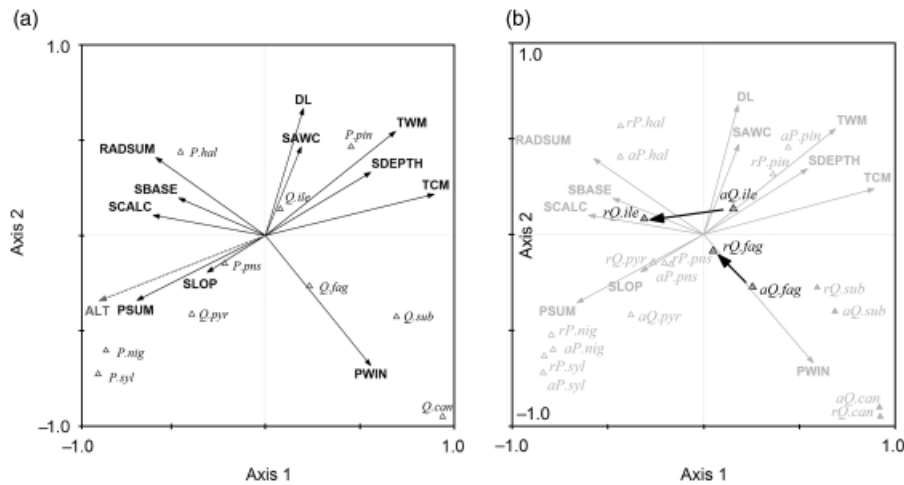 (a)
1.0
DL
TWM
SAWC
P.pin
RADSUM
P.hal
SDEPTH
SBASE
Q.ile
TCM
SCALC
Axis 2
P.pns
SLOP
ALT
PSUM
Q.fag
Q.pyr
Q.sub
P.nig
P.syl
PWIN
Q.can
–1.0
–1.0
1.0
Axis 1
(b)
1.0
DL
rP.hal
TWM
SAWC
aP.pin
RADSUM
aP.hal
rP.pin
SDEPTH
SBASE
aQ.ile
TCM
SCALC
rQ.ile
Axis 2
rQ.fag
rQ.pyr
rP.pns
aP.pns
SLOP
aQ.fag
rQ.sub
PSUM
aQ.sub
aQ.pyr
rP.nig
aP.nig
rP.syl
PWIN
aP.syl
aQ.can
rQ.can
–1.0
–1.0
1.0
Axis 1